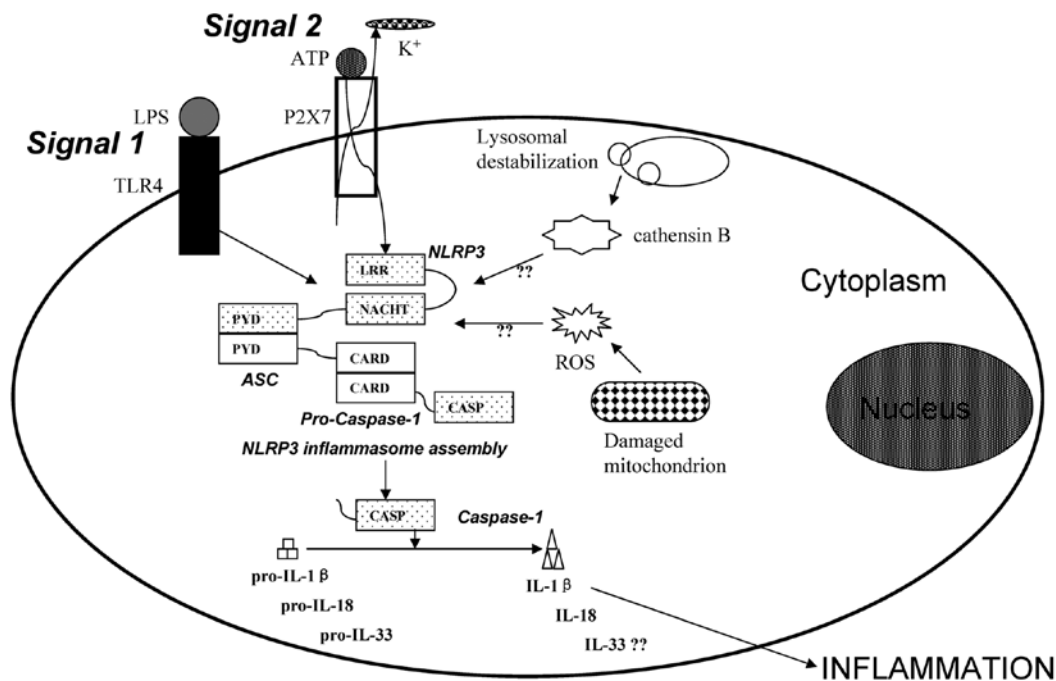 Signal 2
K+
ATP
LPS
P2X7
Signal 1
TLR4
Lysosomal
destabilization
cathensin B
NLRP3
LRR
??
NACHT
Cytoplasm
PYD
PYD
??
ROS
CARD
ASC
CARD
Nucleus
Pro-Caspase-1
CASP
Damaged
mitochondrion
NLRP3 inflammasome assembly
CASP
Caspase-1
pro-IL-1 β
IL-1 β
pro-IL-18
IL-18
pro-IL-33
IL-33 ??
INFLAMMATION